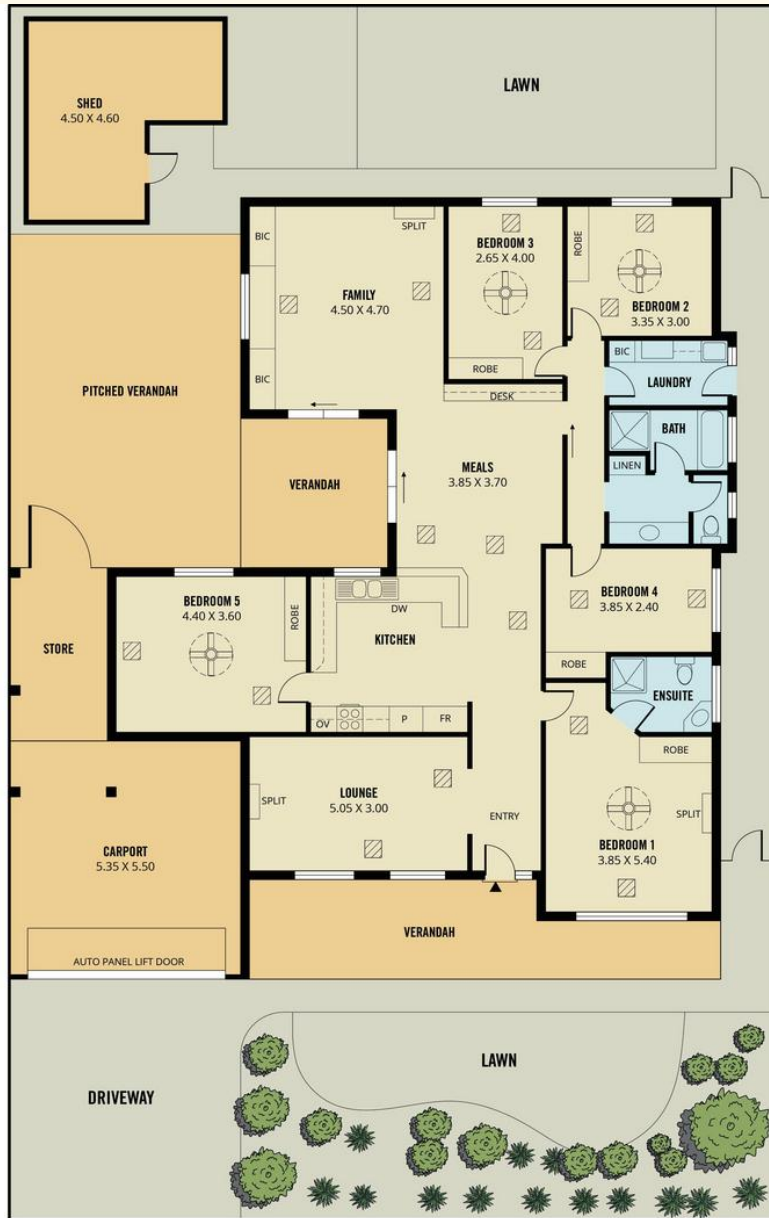 SHED
4.50 X 4.60
LAWN
BIC
SPLIT
FAMILY
4.50 X 4.70
BIC
BEDROOM 3
2.65 X 4.00
ROBE
ROBE
BEDROOM 2
3.35 X 3.00
BIC
LAUNDRY
PITCHED VERANDAH
DESK
BATH
LINEN
MEALS
3.85 X 3.70
VERANDAH
BEDROOM 5
4.40 X 3.60
ROBE
DW
KITCHEN
OV
P
FR
BEDROOM 4
3.85 X 2.40
ROBE
STORE
ENSUITE
ROBE
SPLIT
LOUNGE
5.05 X 3.00
ENTRY
SPLIT
BEDROOM 1
3.85 X 5.40
CARPORT
5.35 X 5.50
VERANDAH
AUTO PANEL LIFT DOOR
LAWN
DRIVEWAY